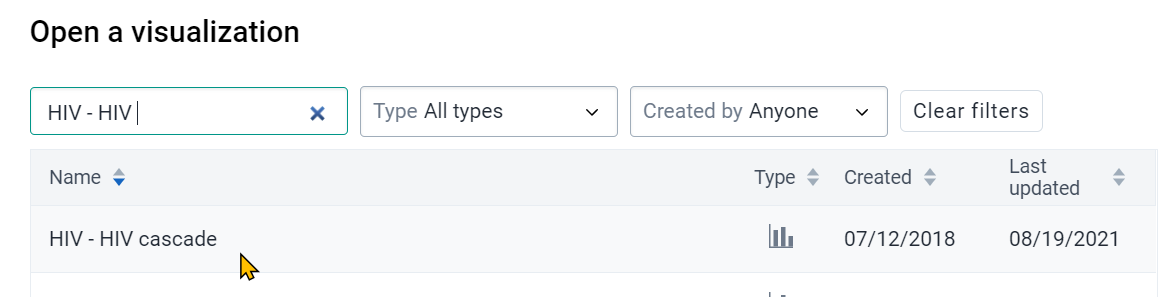 Open a visualization
HIV - HIV
Type All types
Created by Anyone
Clear filters
Name
Type
Created
Last
updated
HIV - HIV cascade
07/12/2018
08/19/2021